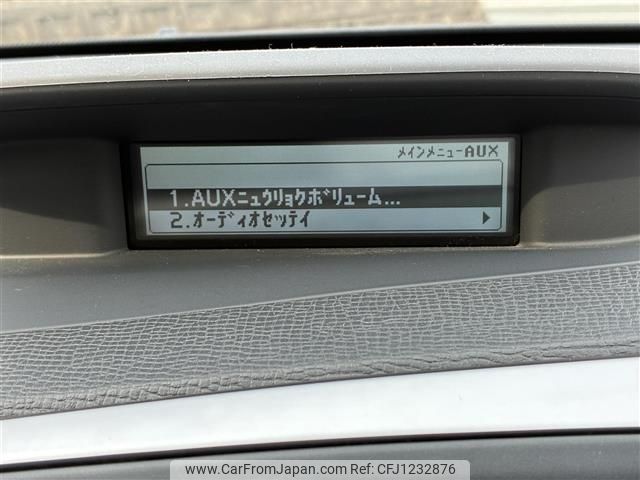 ﾒｲﾝﾒﾆｭｰAUX
1.AUXﾆｭｳﾘｮｸﾎﾞﾘｭｰﾑ...
2.ｵｰﾃﾞｨｵｾｯﾃｲ
www.CarFromJapan.com Ref No. CFJ1232876